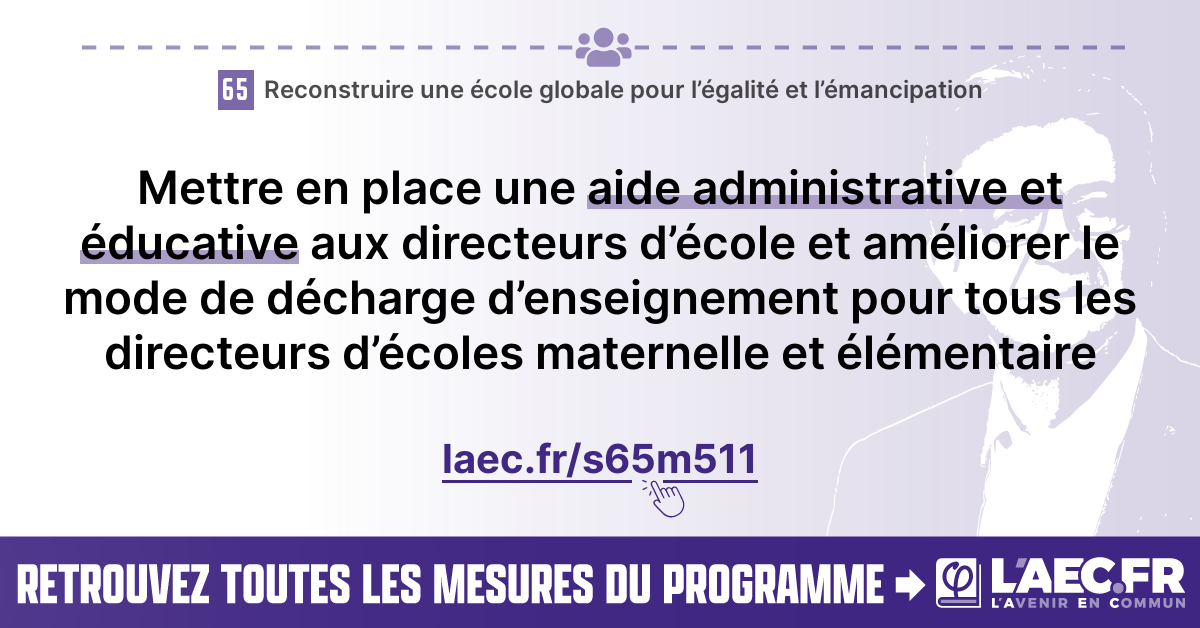 65 Reconstruire une école globale pour l’égalité et l’émancipation
Mettre en place une aide administrative et
éducative aux directeurs d’école et améliorer le
mode de décharge d’enseignement pour tous les
directeurs d’écoles maternelle et élémentaire
laec.fr/s65m511
RETROUVEZ TOUTES LES MESURES DU PROGRAMME
L'AEC.FR
L'AVENIR EN COMMUN